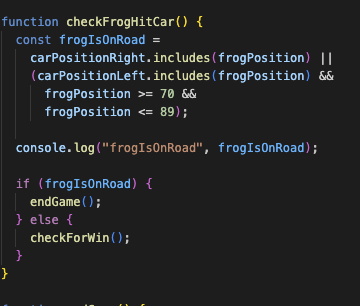 function checkFrogHitCar() {
  const frogIsOnRoad =
    carPositionRight.includes(frogPosition) ||
    (carPositionLeft.includes(frogPosition) &&
      frogPosition >= 70 &&
      frogPosition <= 89);

  console.log("frogIsOnRoad", frogIsOnRoad);

  if (frogIsOnRoad) {
    endGame();
  } else {
    checkForWin();
  }
}